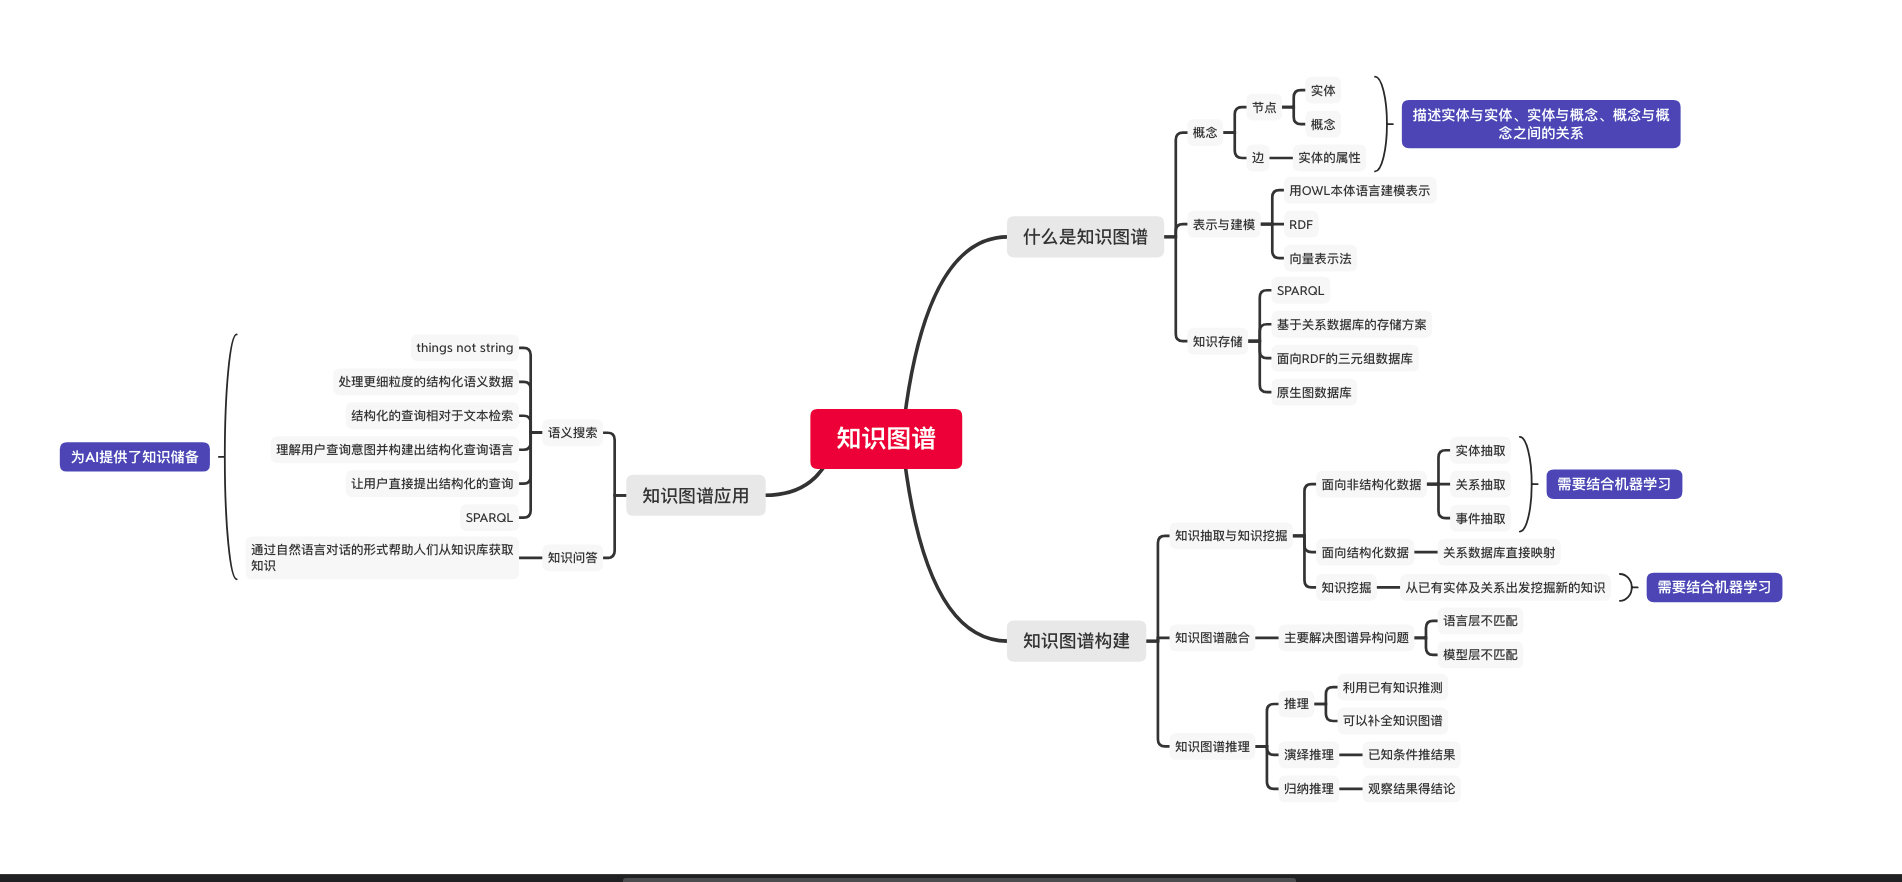 知识图谱
什么是知识图谱
概念
节点
实体
概念
边
实体的属性
描述实体与实体、实体与概念、概念与概
念之间的关系
表示与建模
用OWL本体语言建模表示
RDF
向量表示法
知识存储
SPARQL
基于关系数据库的存储方案
面向RDF的三元组数据库
原生图数据库
知识图谱构建
知识抽取与知识挖掘
面向非结构化数据
实体抽取
关系抽取
事件抽取
需要结合机器学习
面向结构化数据
关系数据库直接映射
知识挖掘
从已有实体及关系出发挖掘新的知识
需要结合机器学习
知识图谱融合
主要解决图谱异构问题
语言层不匹配
模型层不匹配
知识图谱推理
推理
利用已有知识推测
可以补全知识图谱
演绎推理
已知条件推结果
归纳推理
观察结果得结论
知识图谱应用
语义搜索
things not string
处理更细粒度的结构化语义数据
结构化的查询相对于文本检索
理解用户查询意图并构建出结构化查询语言
让用户直接提出结构化的查询
SPARQL
知识问答
通过自然语言对话的形式帮助人们从知识库获取
知识
为AI提供了知识储备